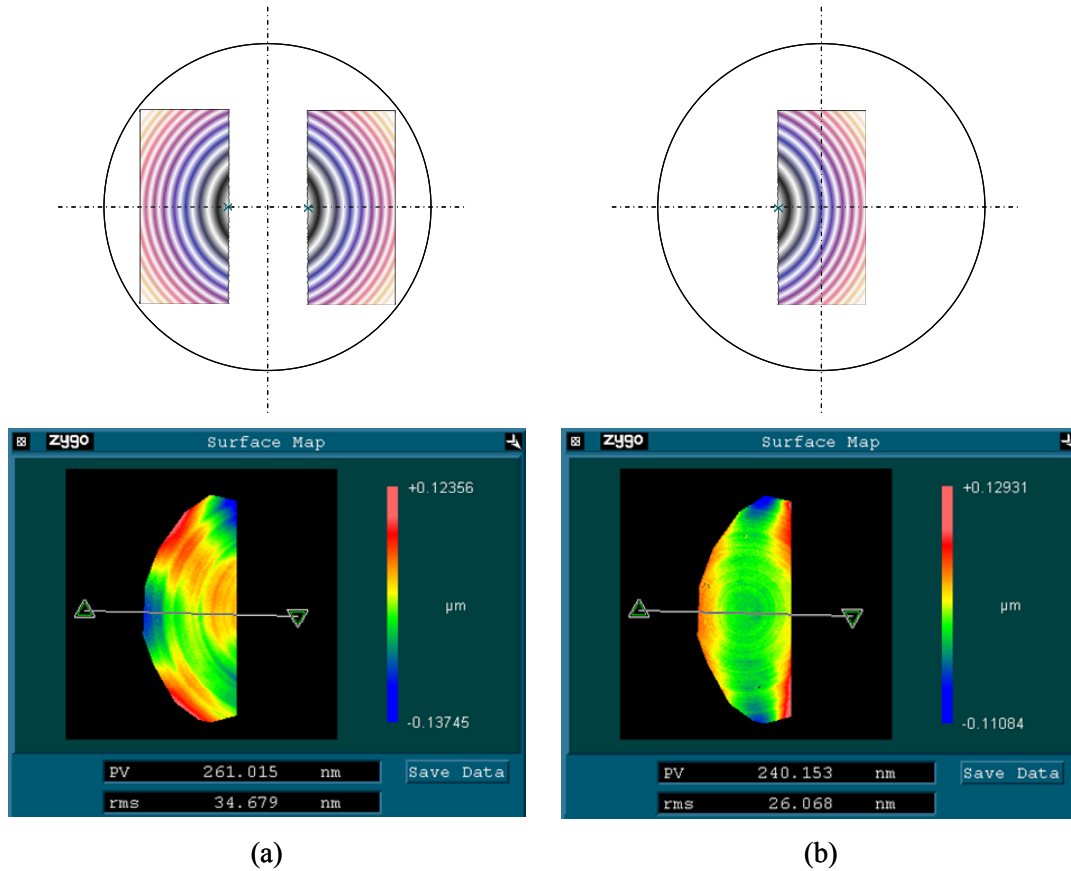 zygo Surface Map
+0.12356
µm
-0.13745
PV 261.015 nm Save Data
rms 34.679 nm
(a)
zygo Surface Map
+0.12931
µm
-0.11084
PV 240.153 nm Save Data
rms 26.068 nm
(b)